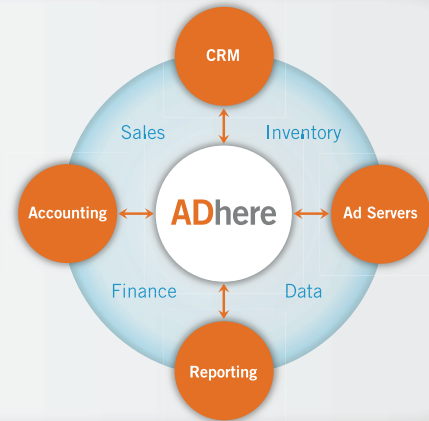 CRM
Sales
Inventory
Accounting
ADhere
Ad Servers
Finance
Data
Reporting